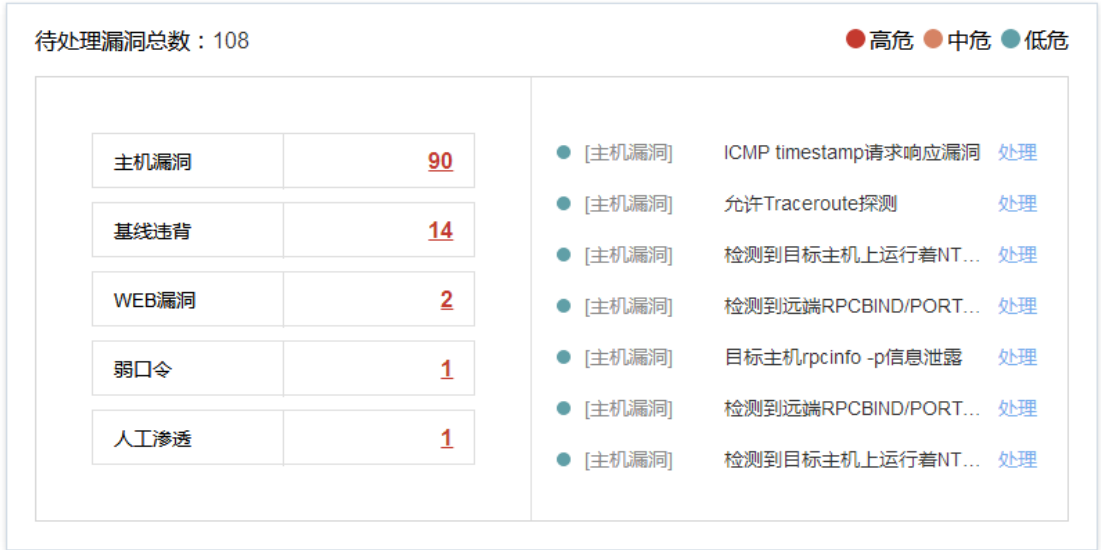 待处理漏洞总数：108
高危 中危 低危
主机漏洞 90
基线违背 14
WEB漏洞 2
弱口令 1
人工渗透 1
[主机漏洞] ICMP timestamp请求响应漏洞 处理
[主机漏洞] 允许Traceroute探测 处理
[主机漏洞] 检测到目标主机上运行着NT... 处理
[主机漏洞] 检测到远端RPCBIND/PORT... 处理
[主机漏洞] 目标主机rpcinfo -p信息泄露 处理
[主机漏洞] 检测到远端RPCBIND/PORT... 处理
[主机漏洞] 检测到目标主机上运行着NT... 处理